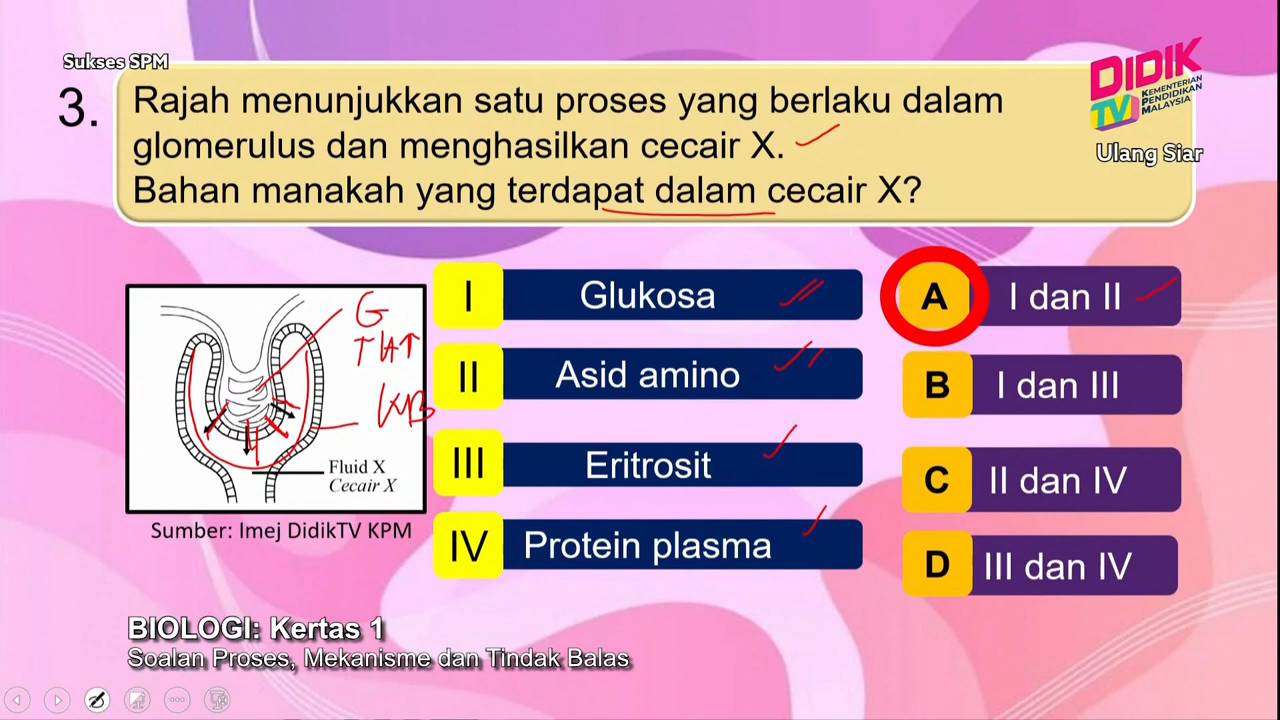 Sukses SPM
3.
Rajah menunjukkan satu proses yang berlaku dalam
glomerulus dan menghasilkan cecair X.
Bahan manakah yang terdapat dalam cecair X?
DIDIK
TV
KEMENTERIAN
PENDIDIKAN
MALAYSIA
Ulang Siar
G
THT
KB
Fluid X
Cecair X
Sumber: Imej DidikTV KPM
I Glukosa
II Asid amino
III Eritrosit
IV Protein plasma
A I dan II
B I dan III
C II dan IV
D III dan IV
BIOLOGI: Kertas 1
Soalan Proses, Mekanisme dan Tindak Balas